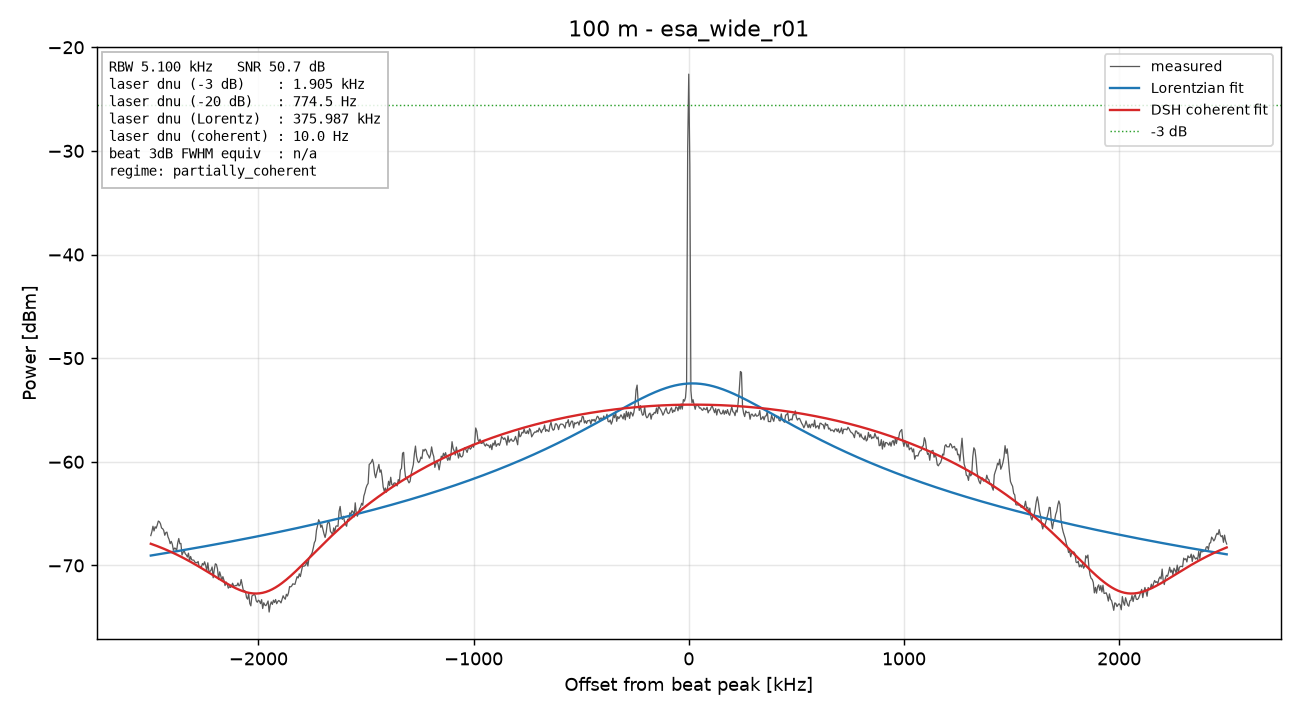 100 m - esa_wide_r01
RBW 5.100 kHz   SNR 50.7 dB
laser dnu (-3 dB)    : 1.905 kHz
laser dnu (-20 dB)   : 774.5 Hz
laser dnu (Lorentz)  : 375.987 kHz
laser dnu (coherent) : 10.0 Hz
beat 3dB FWHM equiv  : n/a
regime: partially_coherent
measured
Lorentzian fit
DSH coherent fit
-3 dB
−20
−30
−40
−50
−60
−70
Power [dBm]
−2000
−1000
0
1000
2000
Offset from beat peak [kHz]